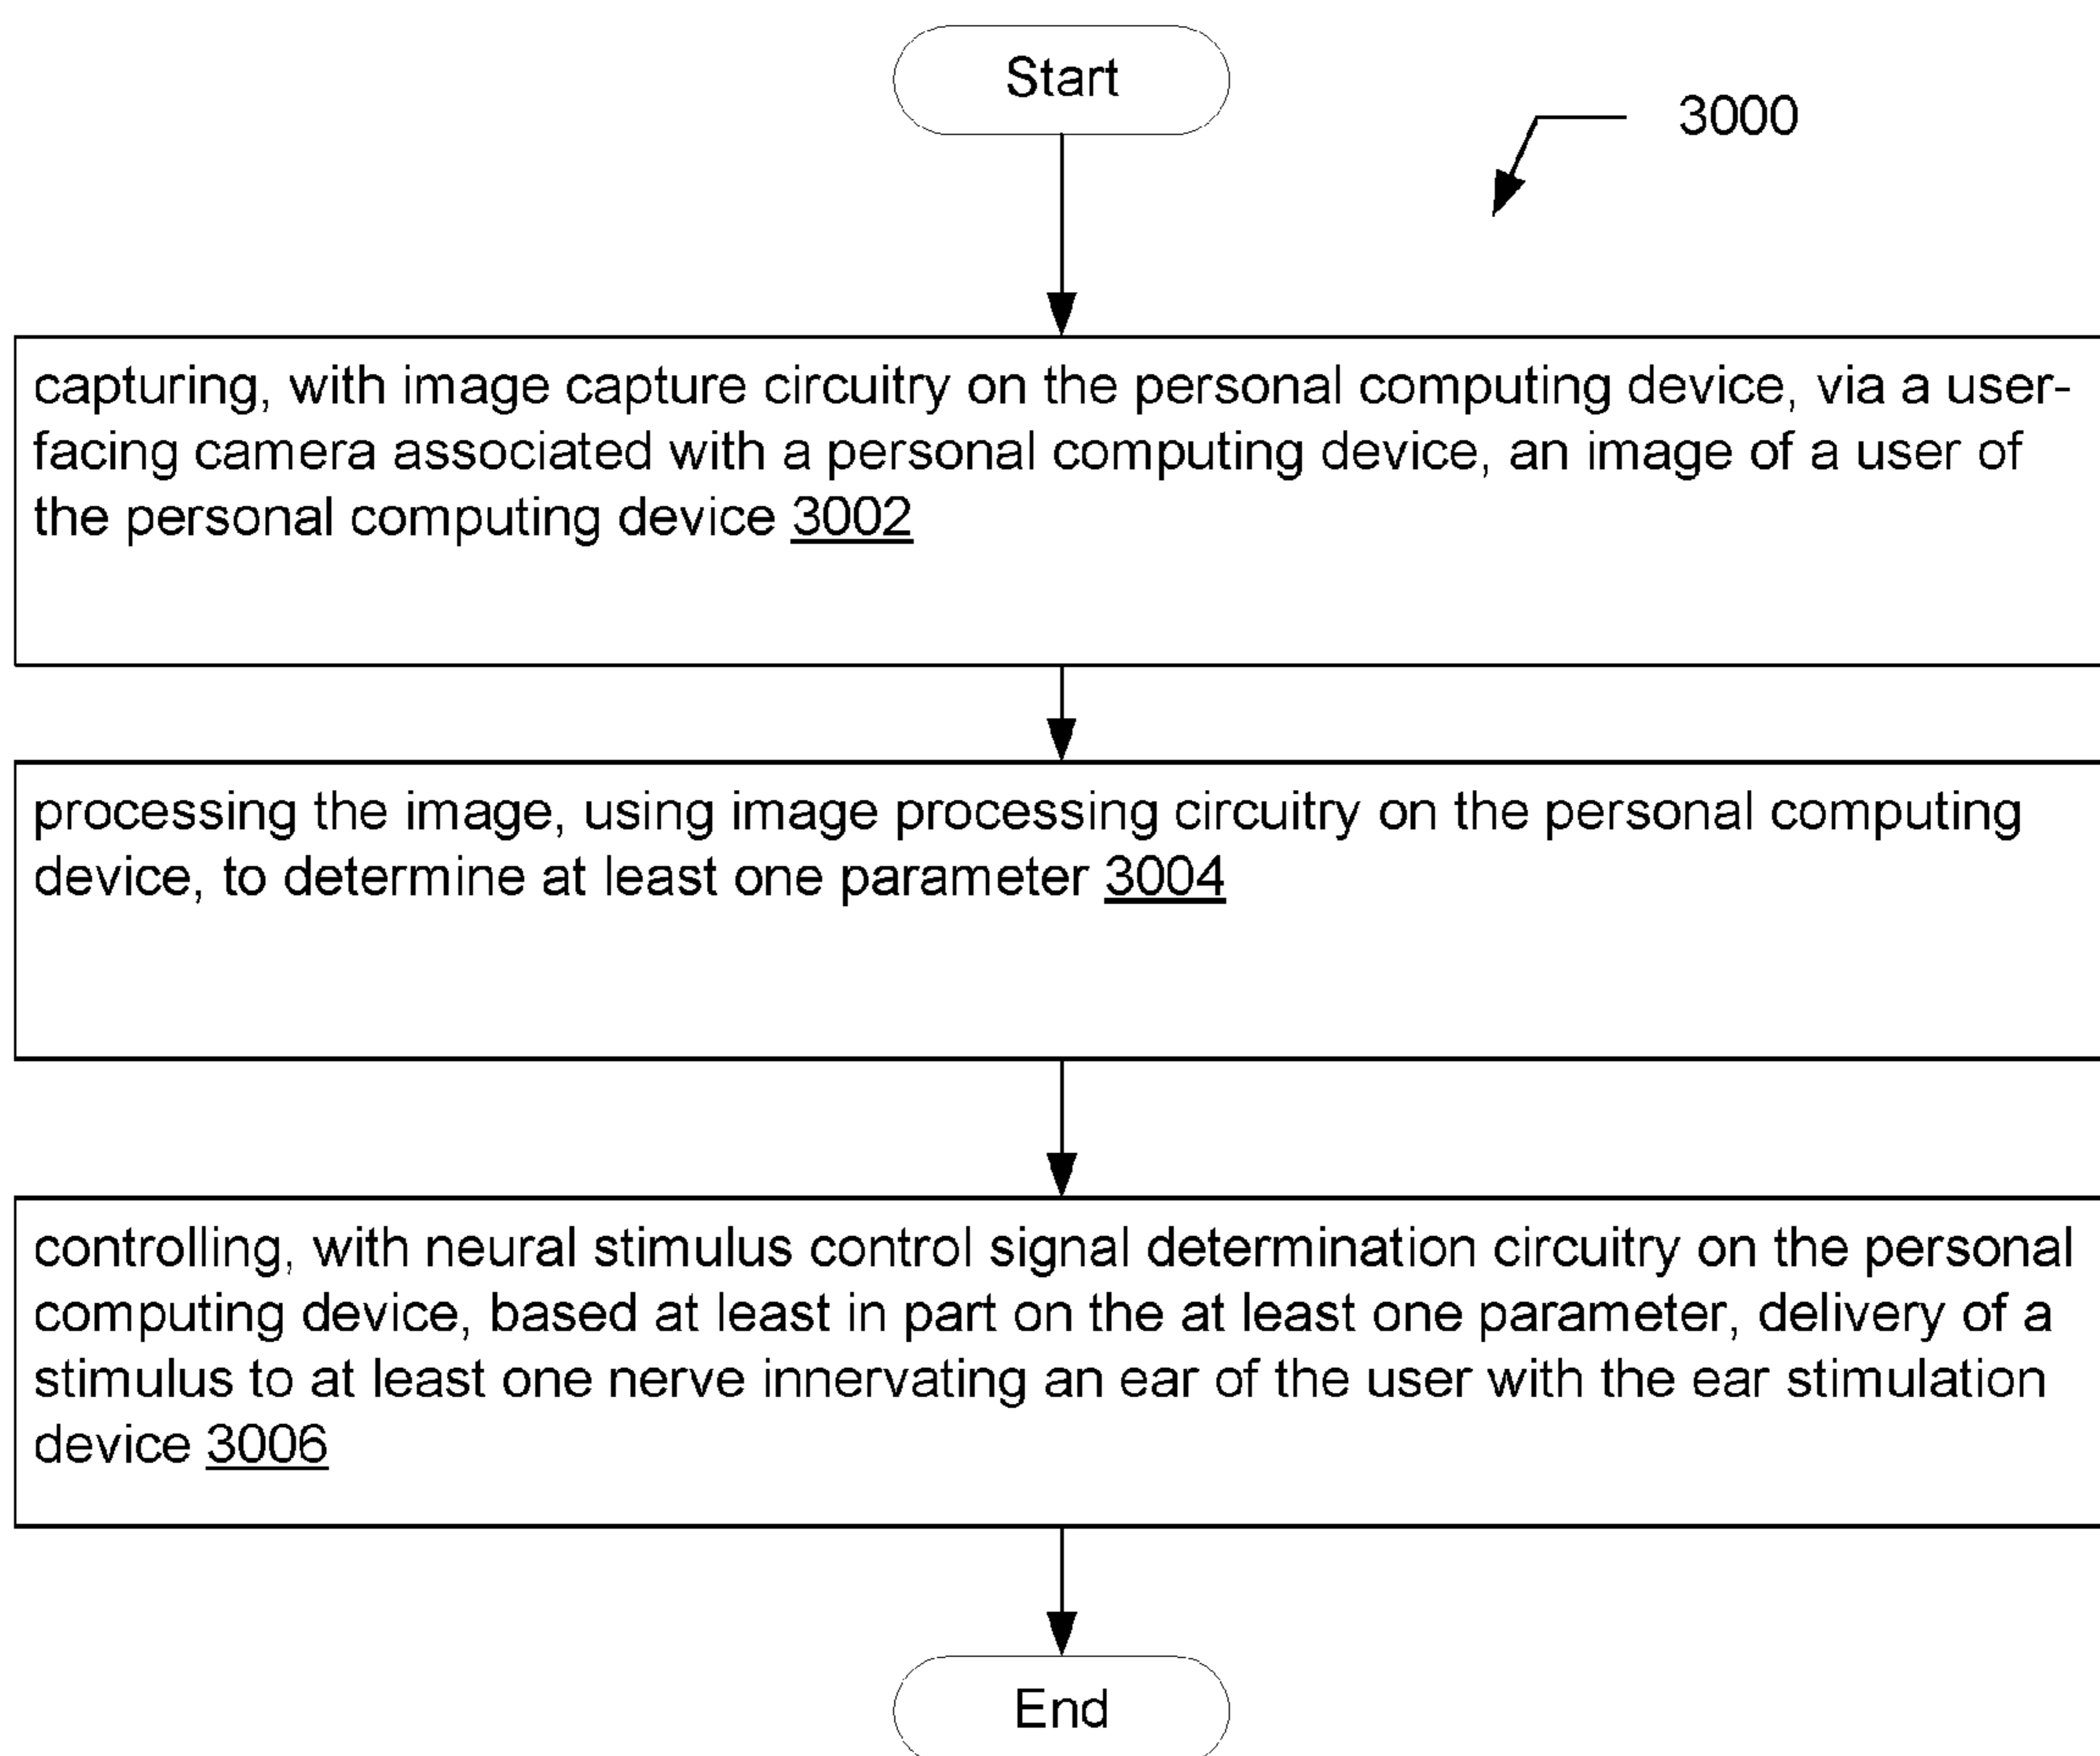 Start
3000
capturing, with image capture circuitry on the personal computing device, via a user-
facing camera associated with a personal computing device, an image of a user of
the personal computing device 3002
processing the image, using image processing circuitry on the personal computing
device, to determine at least one parameter 3004
controlling, with neural stimulus control signal determination circuitry on the personal
computing device, based at least in part on the at least one parameter, delivery of a
stimulus to at least one nerve innervating an ear of the user with the ear stimulation
device 3006
End